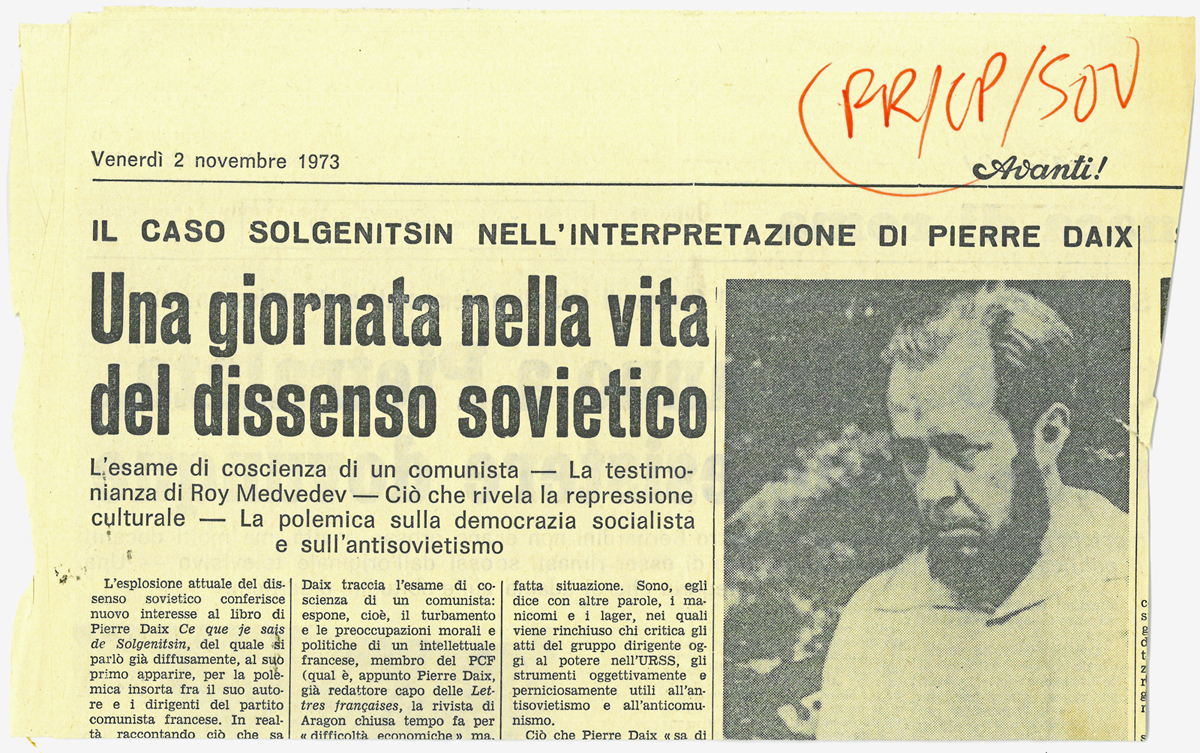 (PR/CP/SOV
Venerdì 2 novembre 1973
Avanti!
IL CASO SOLGENITSIN NELL'INTERPRETAZIONE DI PIERRE DAIX
Una giornata nella vita
del dissenso sovietico
L'esame di coscienza di un comunista — La testimo-
nianza di Roy Medvedev — Ciò che rivela la repressione
culturale — La polemica sulla democrazia socialista
e sull'antisovietismo
L'esplosione attuale del dis-
senso sovietico conferisce
nuovo interesse al libro di
Pierre Daix Ce que je sais
de Solgenitsin, del quale si
parlò già diffusamente, al suo
primo apparire, per la pole-
mica insorta fra il suo auto-
re e i dirigenti del partito
comunista francese. In real-
tà raccontando ciò che sa
Daix traccia l'esame di co-
scienza di un comunista:
espone, cioè, il turbamento
e le preoccupazioni morali e
politiche di un intellettuale
francese, membro del PCF
(qual è, appunto Pierre Daix,
già redattore capo delle Let-
tres françaises, la rivista di
Aragon chiusa tempo fa per
« difficoltà economiche » ma,
fatta situazione. Sono, egli
dice con altre parole, i ma-
nicomi e i lager, nei quali
viene rinchiuso chi critica gli
atti del gruppo dirigente og-
gi al potere nell'URSS, gli
strumenti oggettivamente e
perniciosamente utili all'an-
tisovietismo e all'anticomu-
nismo.
Ciò che Pierre Daix « sa di